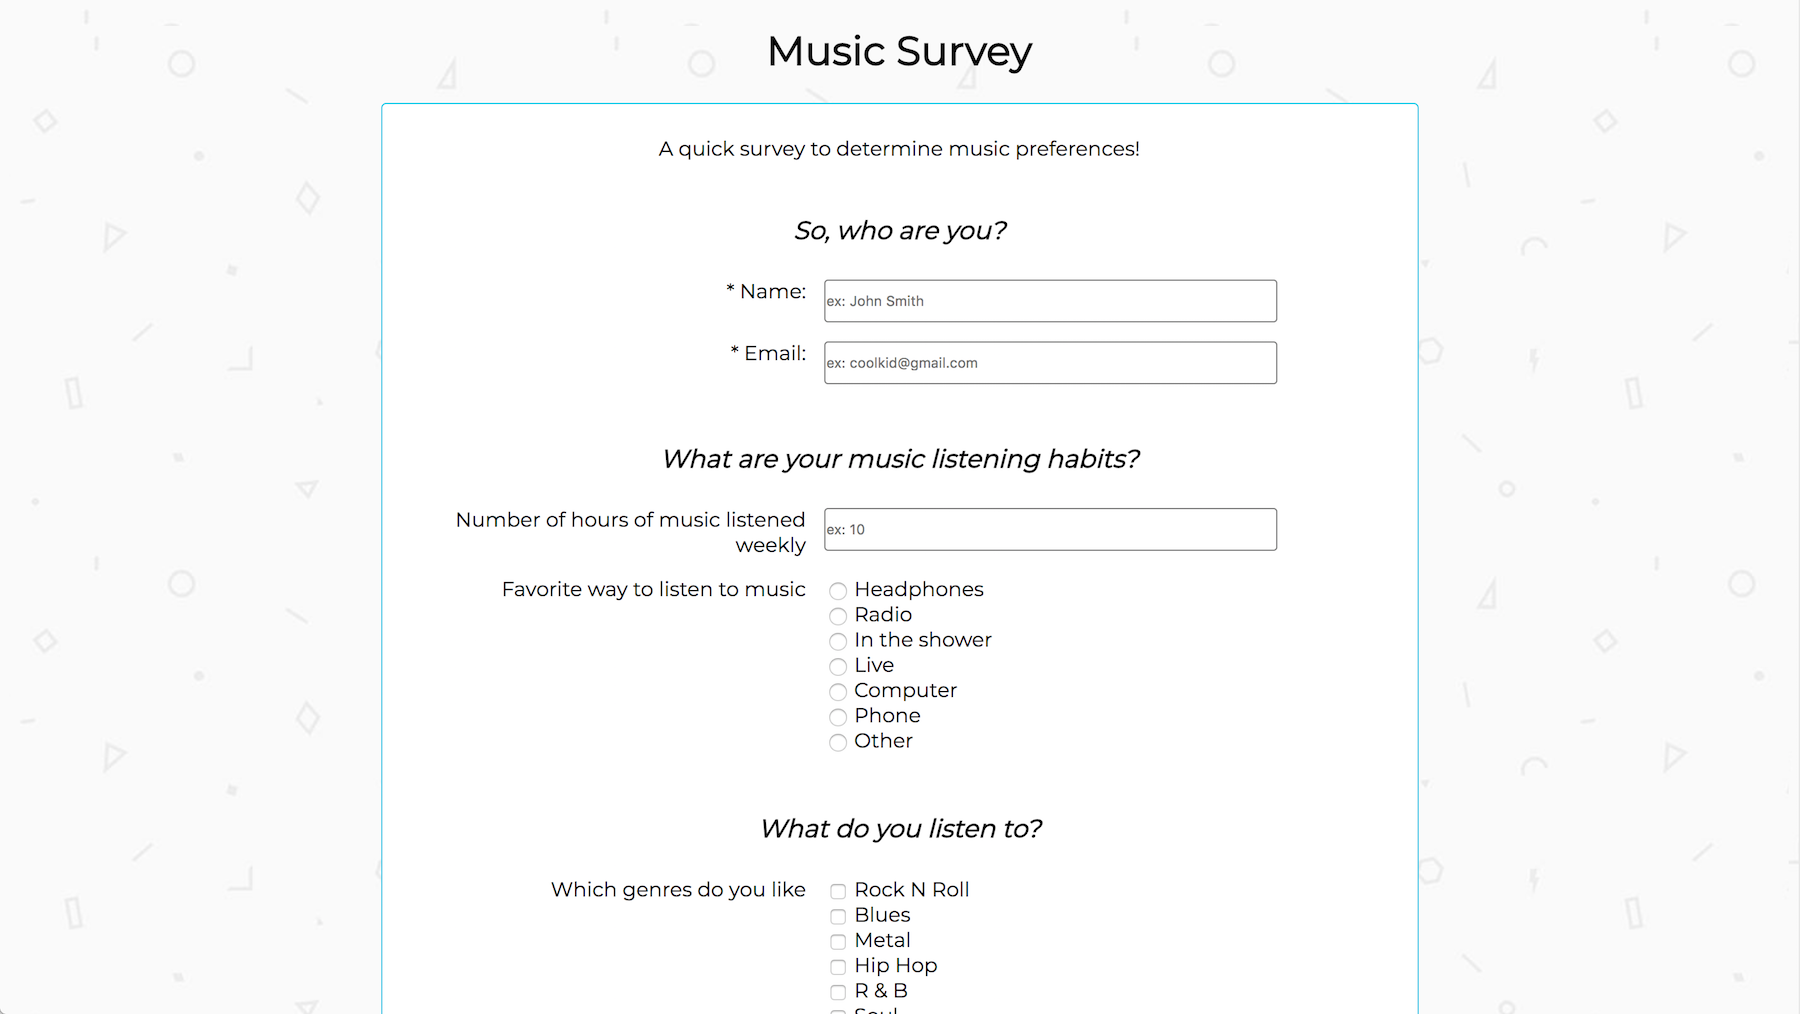 Music Survey
A quick survey to determine music preferences!
So, who are you?
* Name:
ex: John Smith
* Email:
ex: coolkid@gmail.com
What are your music listening habits?
Number of hours of music listened
weekly
ex: 10
Favorite way to listen to music
Headphones
Radio
In the shower
Live
Computer
Phone
Other
What do you listen to?
Which genres do you like
Rock N Roll
Blues
Metal
Hip Hop
R & B
Soul